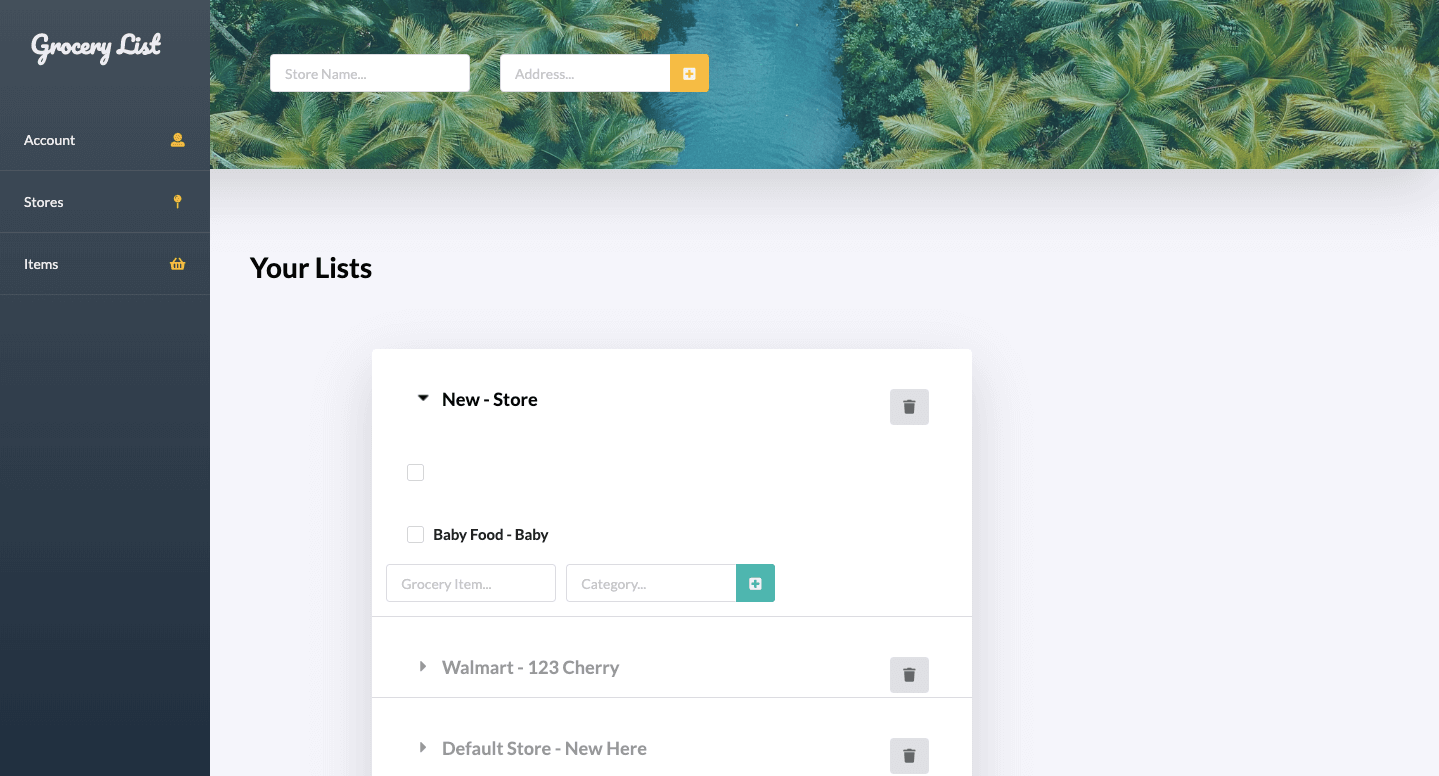 Grocery List
Store Name...
Address...
Account
Stores
Items
Your Lists
New - Store
Baby Food - Baby
Grocery Item...
Category...
Walmart - 123 Cherry
Default Store - New Here